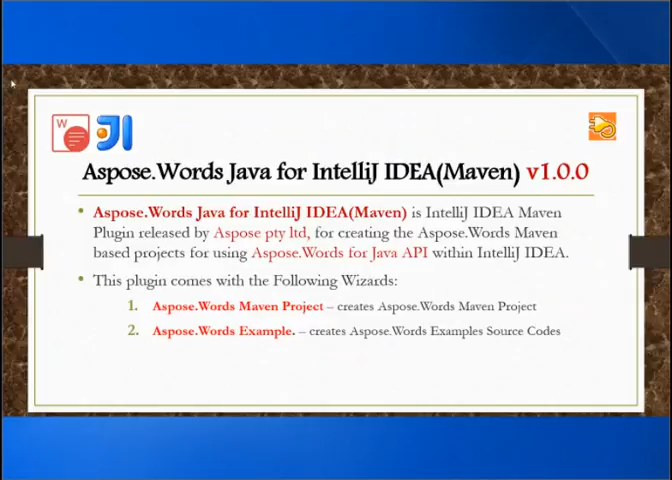 W
Aspose.Words Java for IntelliJ IDEA(Maven) v1.0.0
• Aspose.Words Java for IntelliJ IDEA(Maven) is IntelliJ IDEA Maven
Plugin released by Aspose pty ltd, for creating the Aspose.Words Maven
based projects for using Aspose.Words for Java API within IntelliJ IDEA.
• This plugin comes with the Following Wizards:
1. Aspose.Words Maven Project – creates Aspose.Words Maven Project
2. Aspose.Words Example. – creates Aspose.Words Examples Source Codes